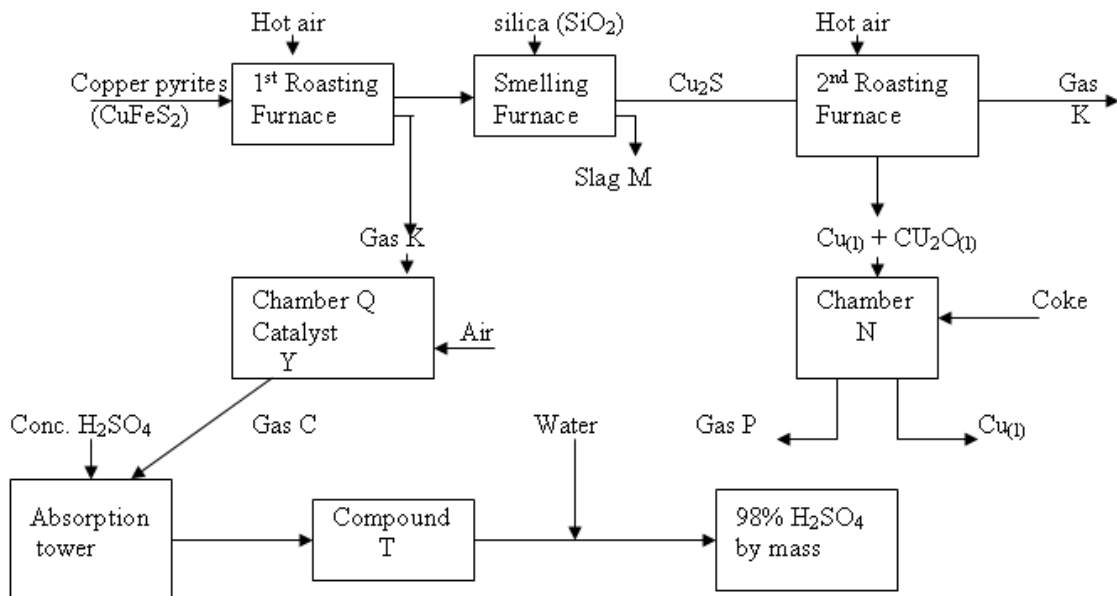 Hot air
silica (SiO₂)
Hot air
Copper pyrites
(CuFeS₂)
1ˢᵗ Roasting
Furnace
Smelling
Furnace
Cu₂S
2ⁿᵈ Roasting
Furnace
Gas
K
Slag M
Gas K
Cu₍ₗ₎ + CU₂O₍ₗ₎
Chamber Q
Catalyst
Y
Air
Chamber
N
Coke
Conc. H₂SO₄
Gas C
Water
Gas P
Cu₍ₗ₎
Absorption
tower
Compound
T
98% H₂SO₄
by mass